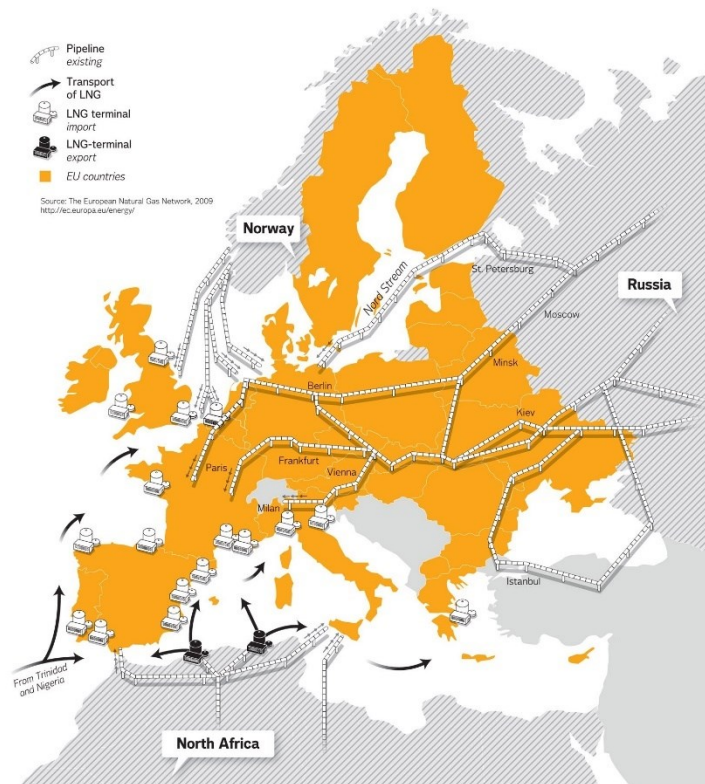 Pipeline
existing
Transport
of LNG
LNG terminal
import
LNG-terminal
export
EU countries
Source: The European Natural Gas Network, 2009
http://ec.europa.eu/energy/
Norway
Nord Stream
St. Petersburg
Russia
Moscow
Minsk
Berlin
Kiev
Paris
Frankfurt
Vienna
Milan
Istanbul
From Trinidad
and Nigeria
North Africa